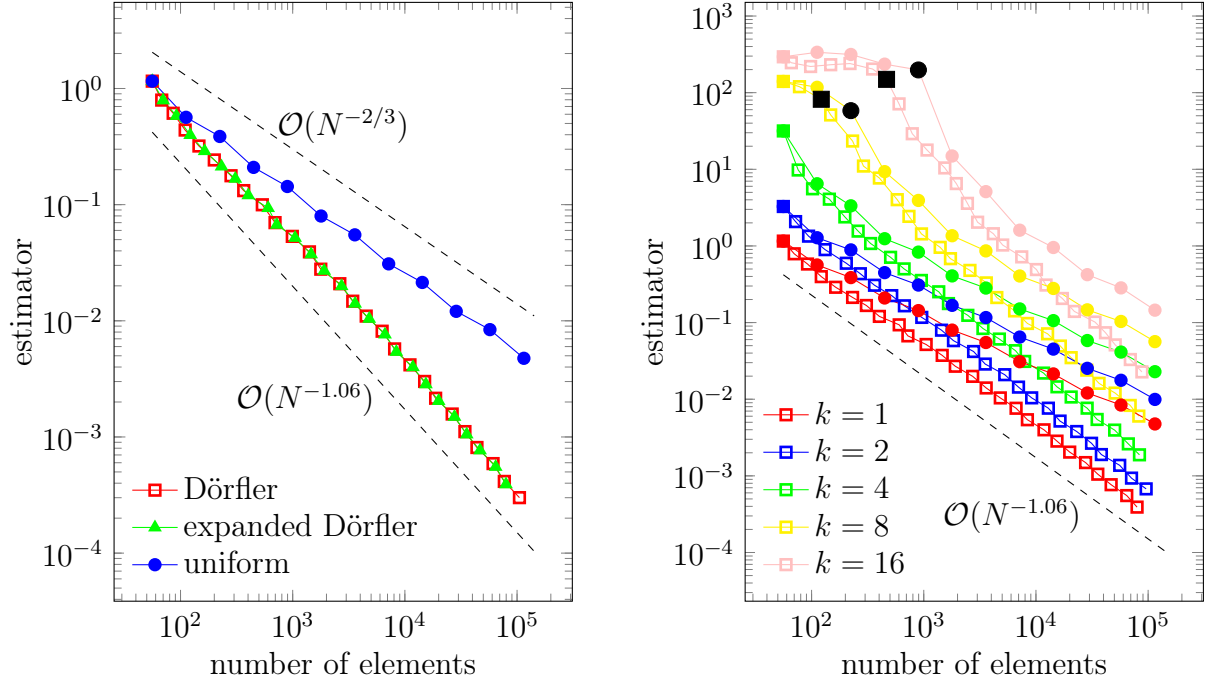 10^0
10^{-1}
10^{-2}
10^{-3}
10^{-4}
estimator
O(N^{-2/3})
O(N^{-1.06})
Dörfler
expanded Dörfler
uniform
10^2
10^3
10^4
10^5
number of elements
10^3
10^2
10^1
10^0
10^{-1}
10^{-2}
10^{-3}
10^{-4}
estimator
k = 1
k = 2
k = 4
k = 8
k = 16
O(N^{-1.06})
10^2
10^3
10^4
10^5
number of elements